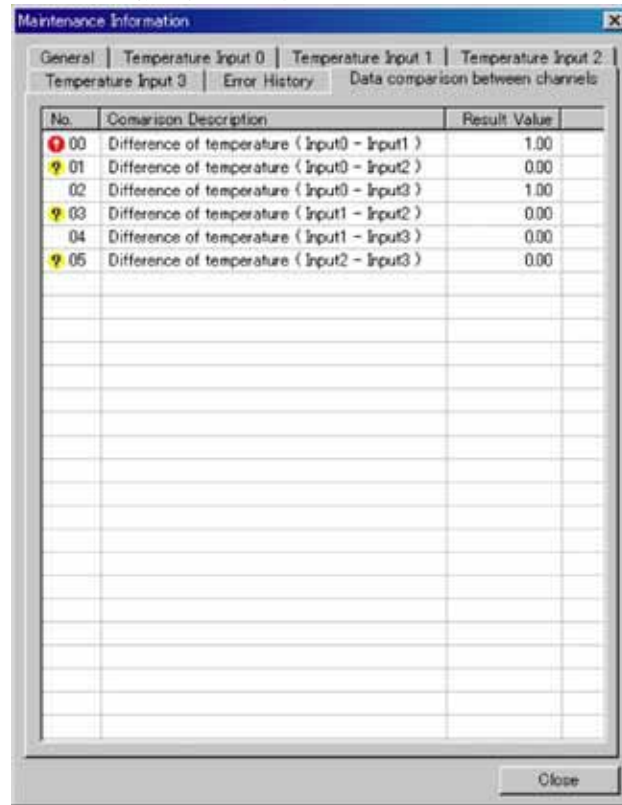 Maintenance Information
General Temperature Input 0 Temperature Input 1 Temperature Input 2
Temperature Input 3 Error History Data comparison between channels
No. Comarison Description Result Value
00 Difference of temperature ( Input0 - Input1 ) 1.00
? 01 Difference of temperature ( Input0 - Input2 ) 0.00
02 Difference of temperature ( Input0 - Input3 ) 1.00
? 03 Difference of temperature ( Input1 - Input2 ) 0.00
04 Difference of temperature ( Input1 - Input3 ) 0.00
? 05 Difference of temperature ( Input2 - Input3 ) 0.00
Close